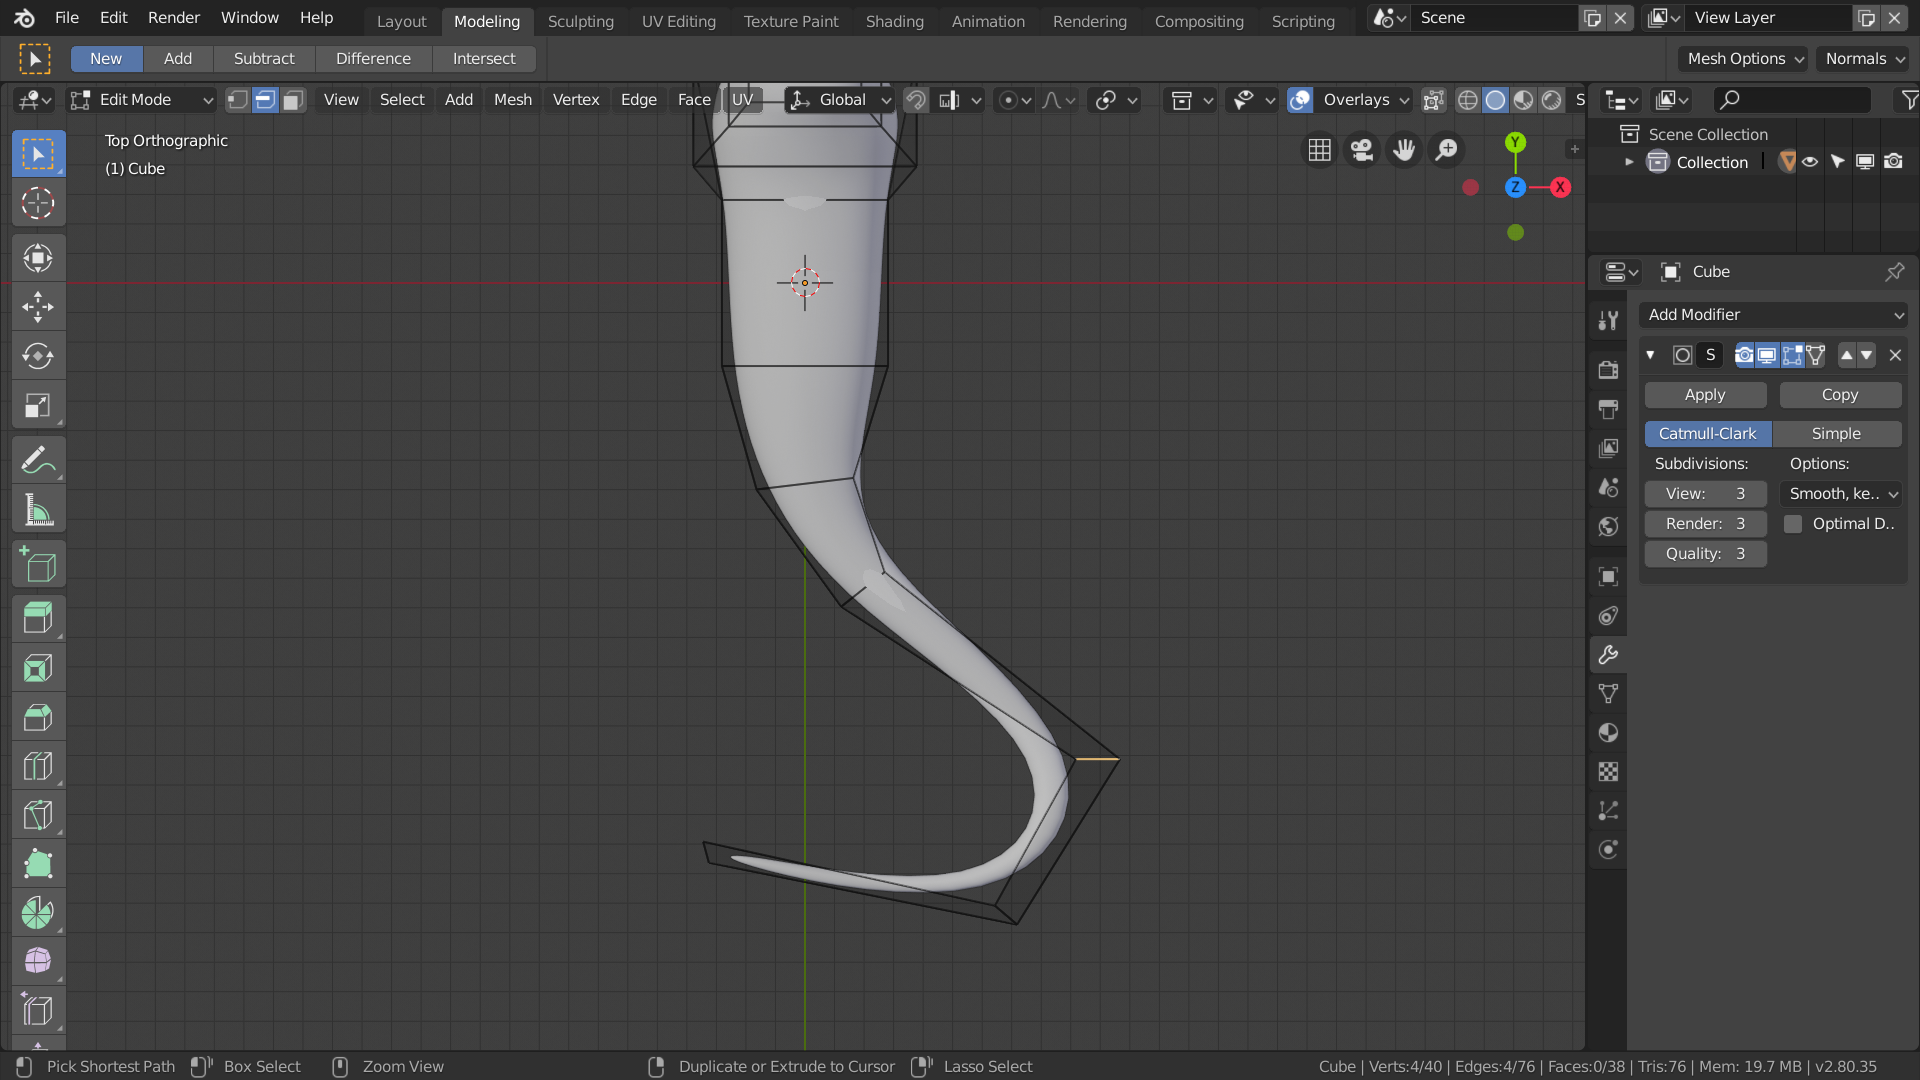 File Edit Render Window Help Layout Modeling Sculpting UV Editing Texture Paint Shading Animation Rendering Compositing Scripting Scene View Layer
New Add Subtract Difference Intersect Mesh Options Normals
Edit Mode View Select Add Mesh Vertex Edge Face UV Global Overlays S
Top Orthographic
(1) Cube
Y
Z X
Scene Collection
Collection
Cube
Add Modifier
S
Apply Copy
Catmull-Clark Simple
Subdivisions: Options:
View: 3 Smooth, ke..
Render: 3 Optimal D..
Quality: 3
Pick Shortest Path Box Select Zoom View Duplicate or Extrude to Cursor Lasso Select Cube | Verts:4/40 | Edges:4/76 | Faces:0/38 | Tris:76 | Mem: 19.7 MB | v2.80.35